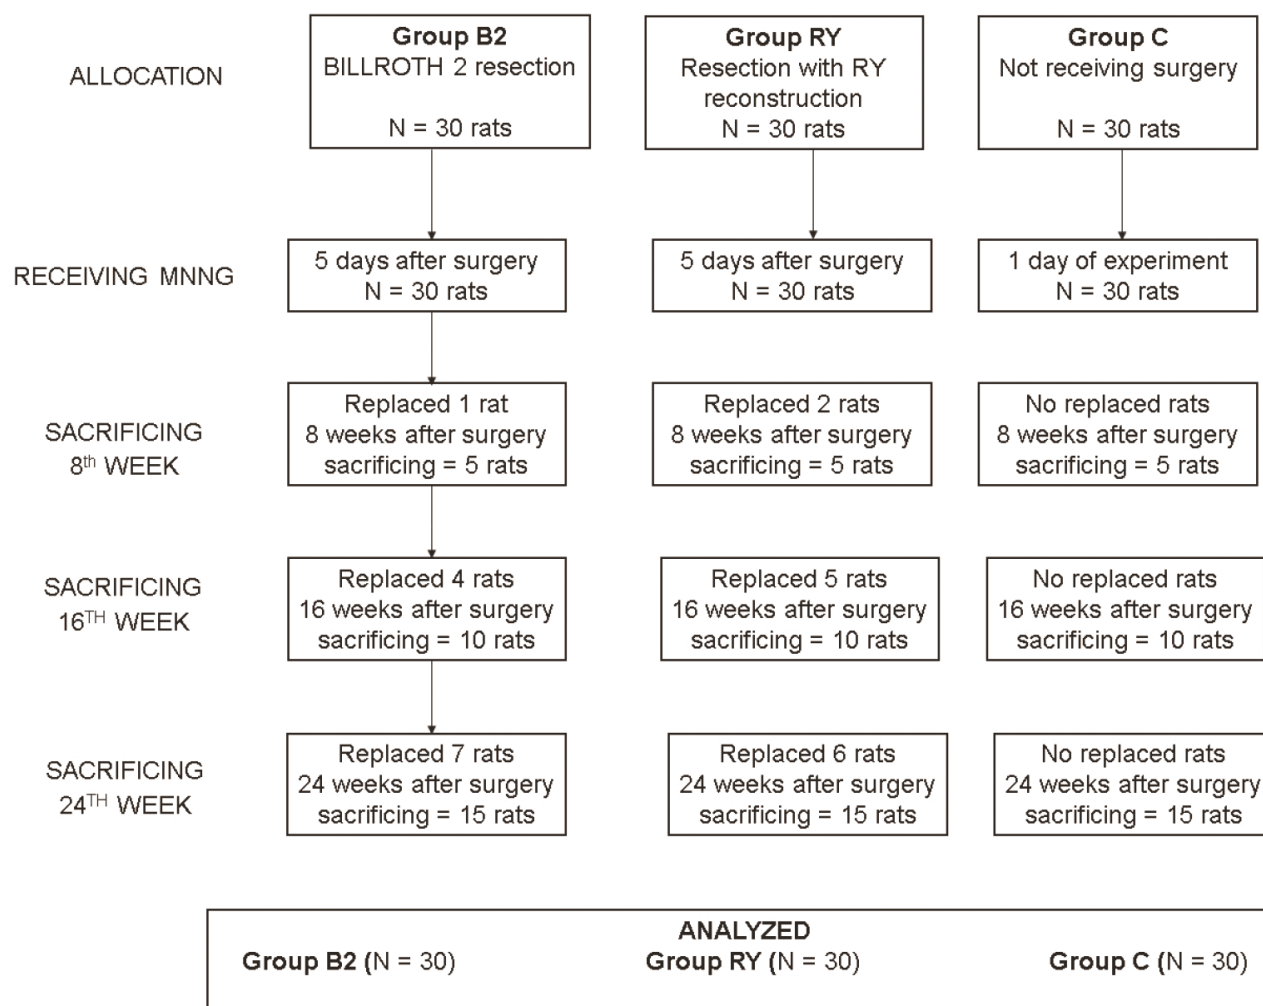 ALLOCATION
Group B2
BILLROTH 2 resection
N = 30 rats
Group RY
Resection with RY
reconstruction
N = 30 rats
Group C
Not receiving surgery
N = 30 rats
RECEIVING MNNG
5 days after surgery
N = 30 rats
5 days after surgery
N = 30 rats
1 day of experiment
N = 30 rats
SACRIFICING
8th WEEK
Replaced 1 rat
8 weeks after surgery
sacrificing = 5 rats
Replaced 2 rats
8 weeks after surgery
sacrificing = 5 rats
No replaced rats
8 weeks after surgery
sacrificing = 5 rats
SACRIFICING
16TH WEEK
Replaced 4 rats
16 weeks after surgery
sacrificing = 10 rats
Replaced 5 rats
16 weeks after surgery
sacrificing = 10 rats
No replaced rats
16 weeks after surgery
sacrificing = 10 rats
SACRIFICING
24TH WEEK
Replaced 7 rats
24 weeks after surgery
sacrificing = 15 rats
Replaced 6 rats
24 weeks after surgery
sacrificing = 15 rats
No replaced rats
24 weeks after surgery
sacrificing = 15 rats
ANALYZED
Group B2 (N = 30)
Group RY (N = 30)
Group C (N = 30)